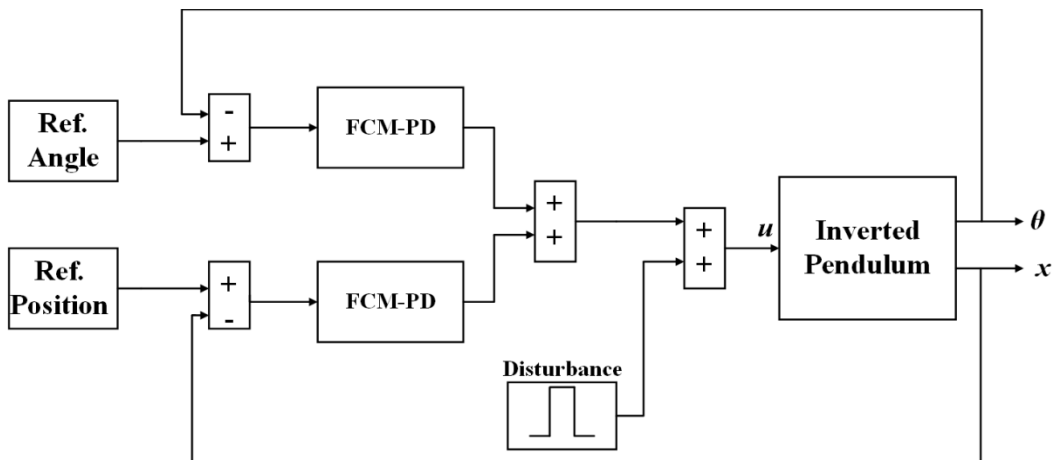 Ref.
Angle
-
+
FCM-PD
+
+
+
+
u
Inverted
Pendulum
θ
x
Ref.
Position
+
-
FCM-PD
Disturbance